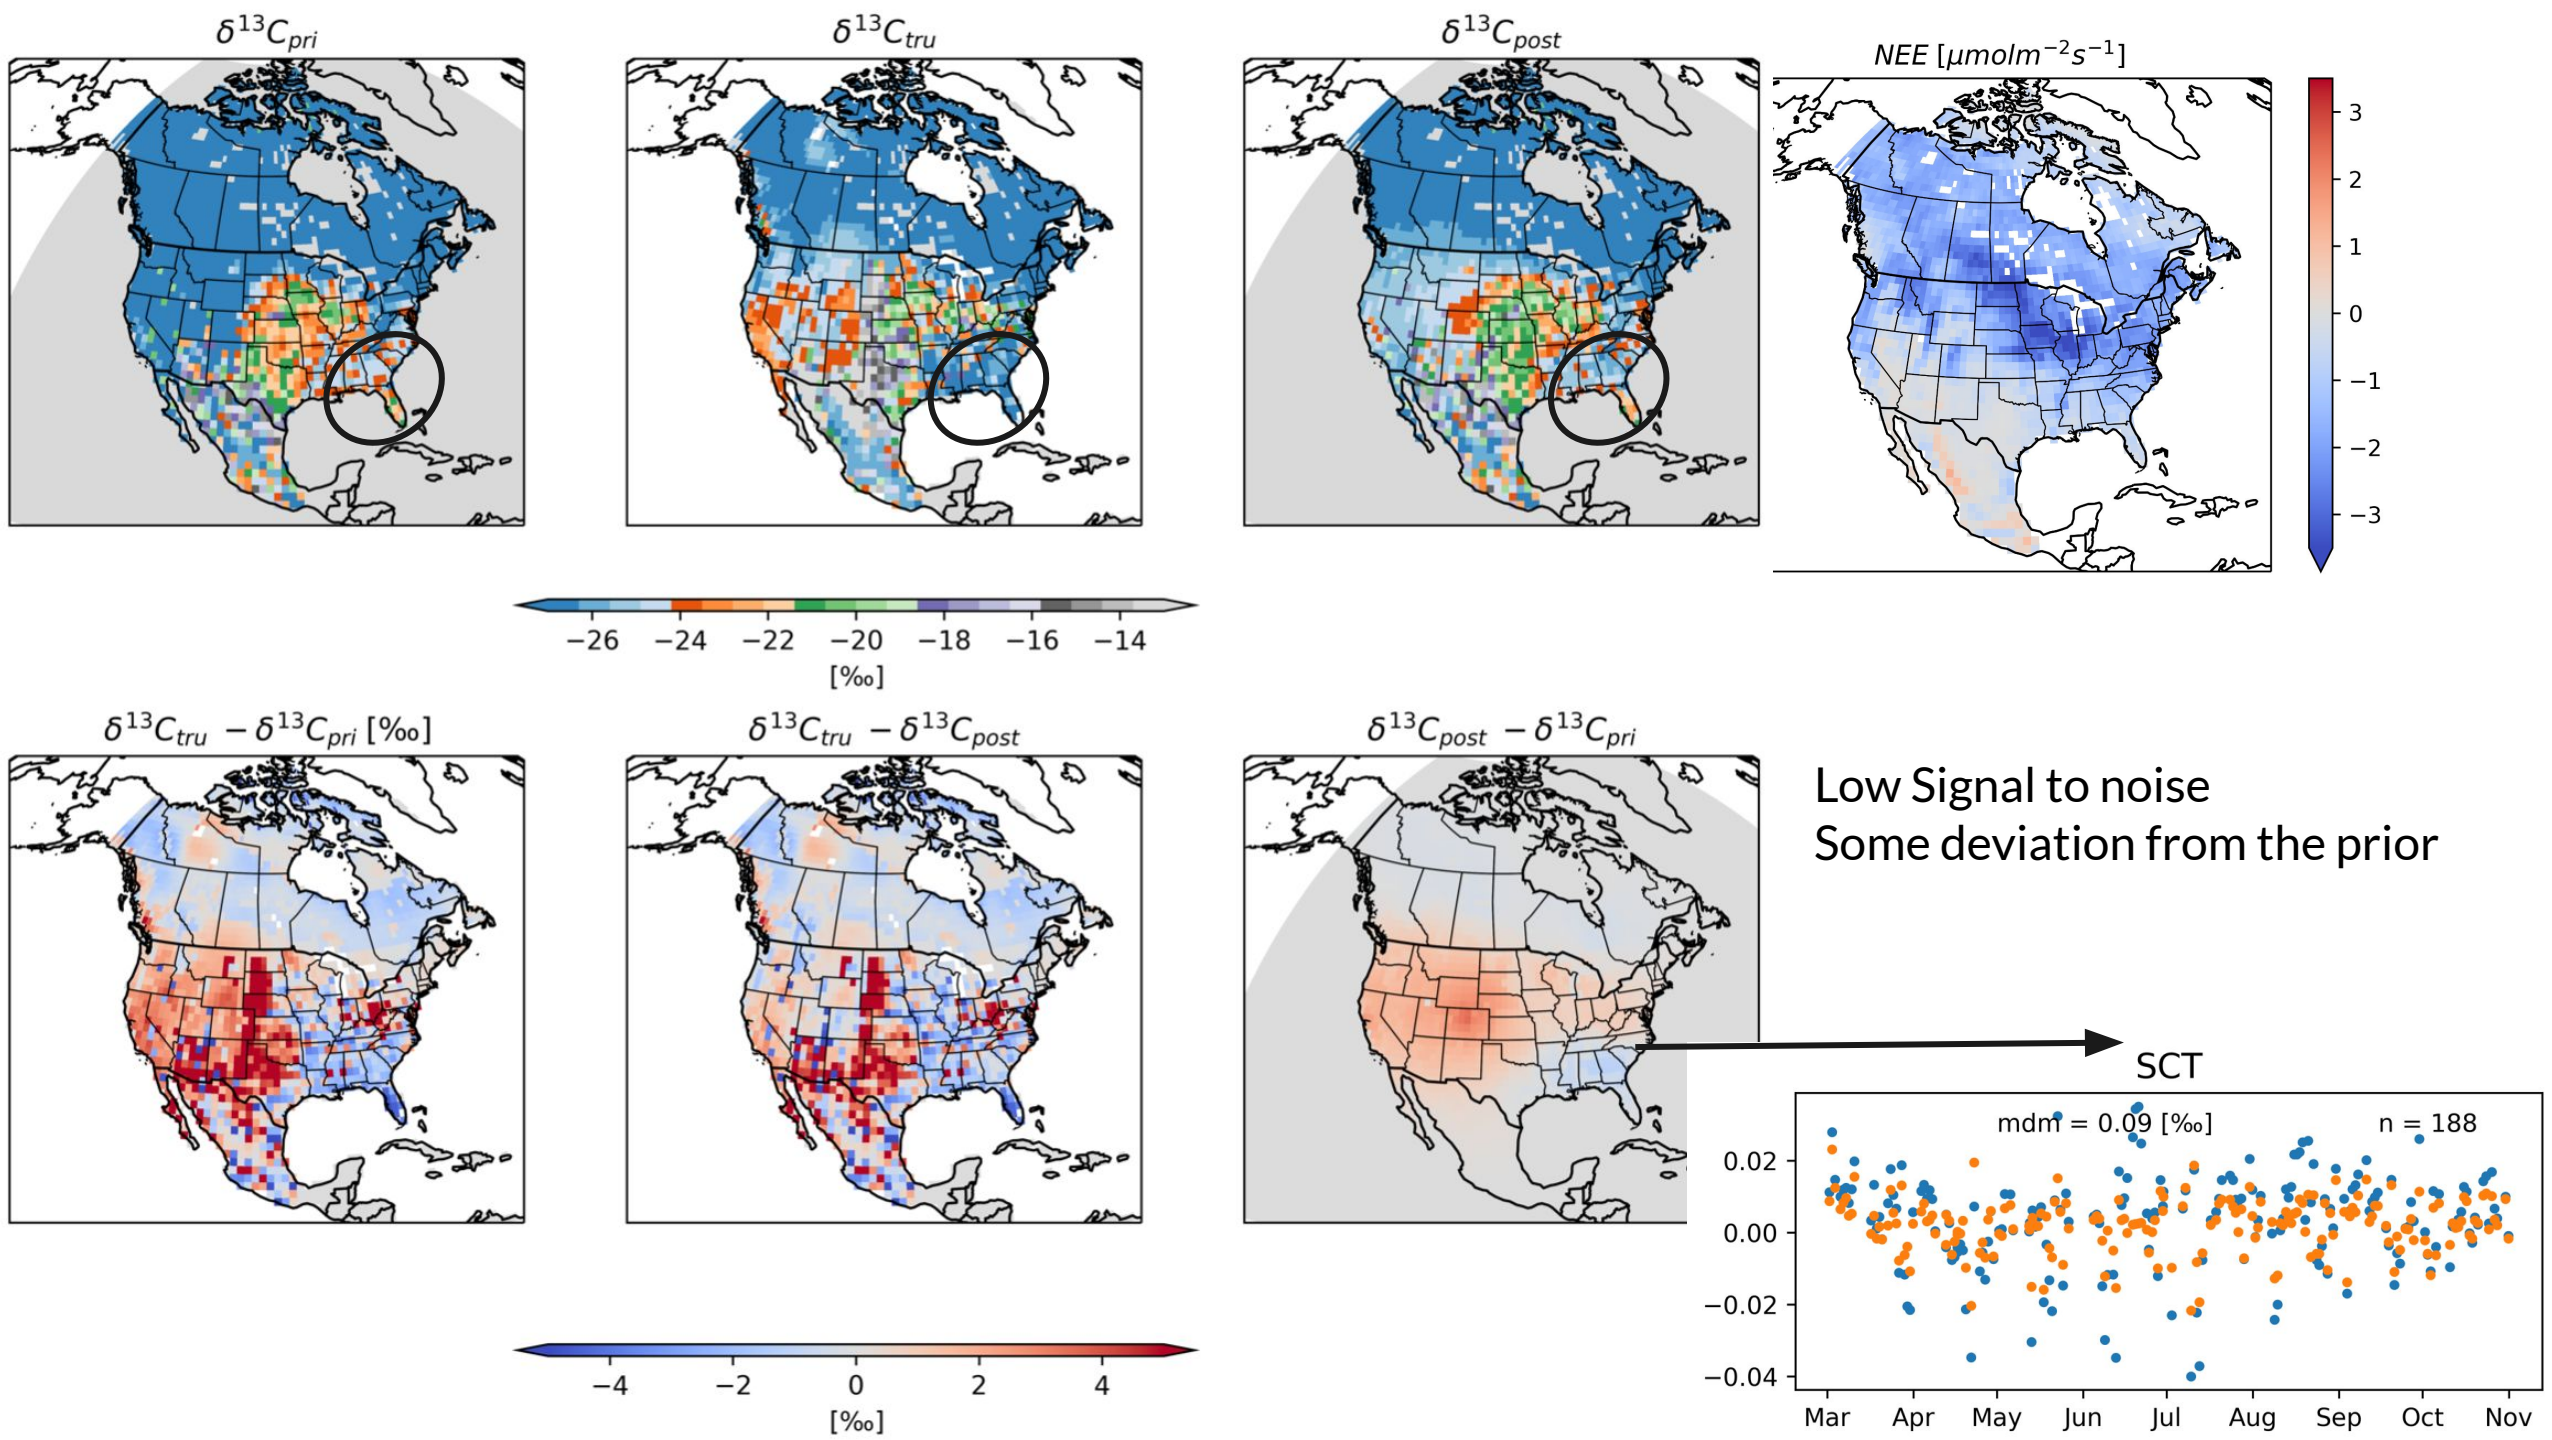 δ¹³C_pri
δ¹³C_tru
δ¹³C_post
NEE [μmolm⁻²s⁻¹]
3
2
1
0
−1
−2
−3
−26 −24 −22 −20 −18 −16 −14
[‰]
δ¹³C_tru − δ¹³C_pri [‰]
δ¹³C_tru − δ¹³C_post
δ¹³C_post − δ¹³C_pri
Low Signal to noise
Some deviation from the prior
SCT
mdm = 0.09 [‰] n = 188
0.02
0.00
−0.02
−0.04
Mar Apr May Jun Jul Aug Sep Oct Nov
−4 −2 0 2 4
[‰]